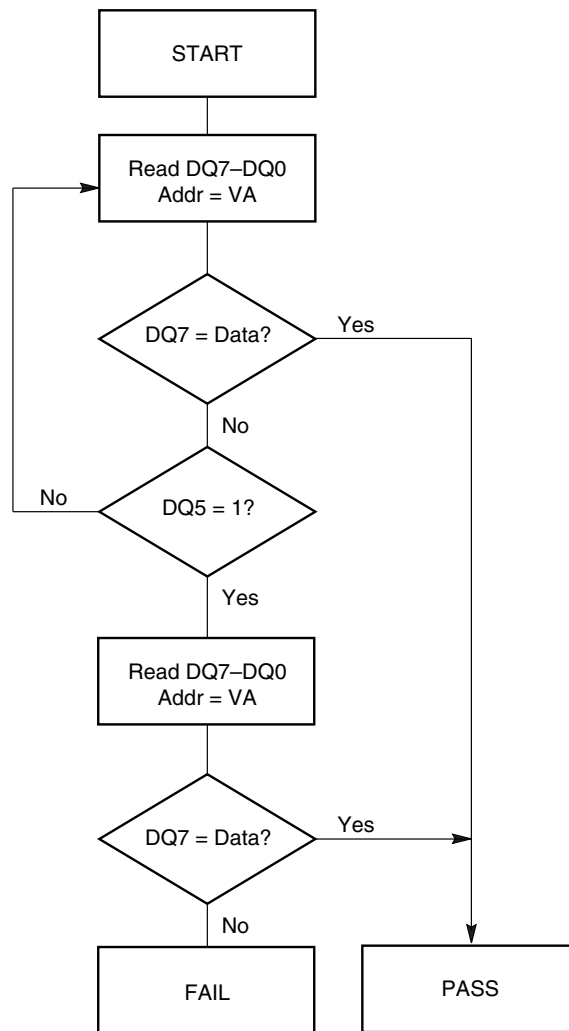 START
Read DQ7–DQ0
Addr = VA
DQ7 = Data?
Yes
No
No
DQ5 = 1?
Yes
Read DQ7–DQ0
Addr = VA
DQ7 = Data?
Yes
No
FAIL
PASS